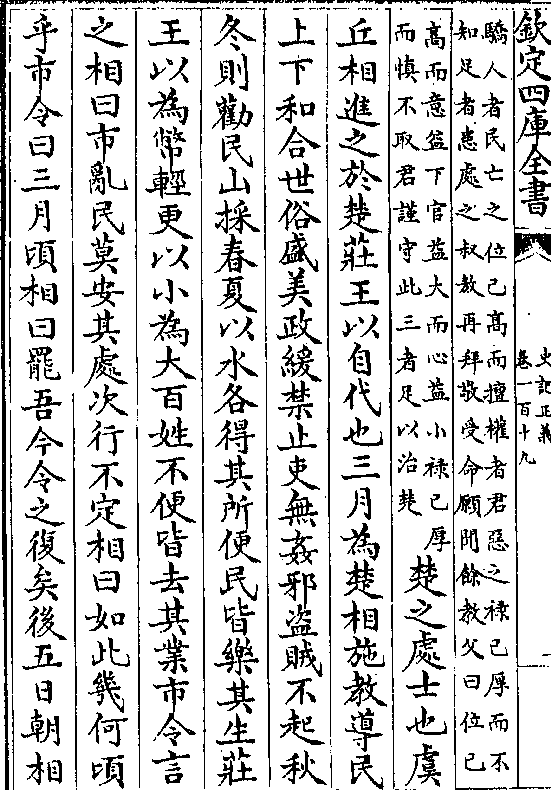 欽定四庫全書
史記正義
卷一百十九
驕人者民亡之位已高而擅權者君惡之祿已厚而不
知足者患處之叔敖再拜敬受命願聞餘教父曰位已
高而意益下官益大而心益小祿已厚
而慎不取君謹守此三者足以治楚
楚之處士也虞
丘相進之於楚莊王以自代也三月為楚相施教導民
上下和合世俗盛美政緩禁止吏無姦邪盜賊不起秋
冬則勸民山採春夏以水各得其所便民皆樂其生莊
王以為幣輕更以小為大百姓不便皆去其業市令言
之相曰市亂民莫安其處次行不定相曰如此幾何頃
乎市令曰三月頃相曰罷吾今令之復矣後五日朝相